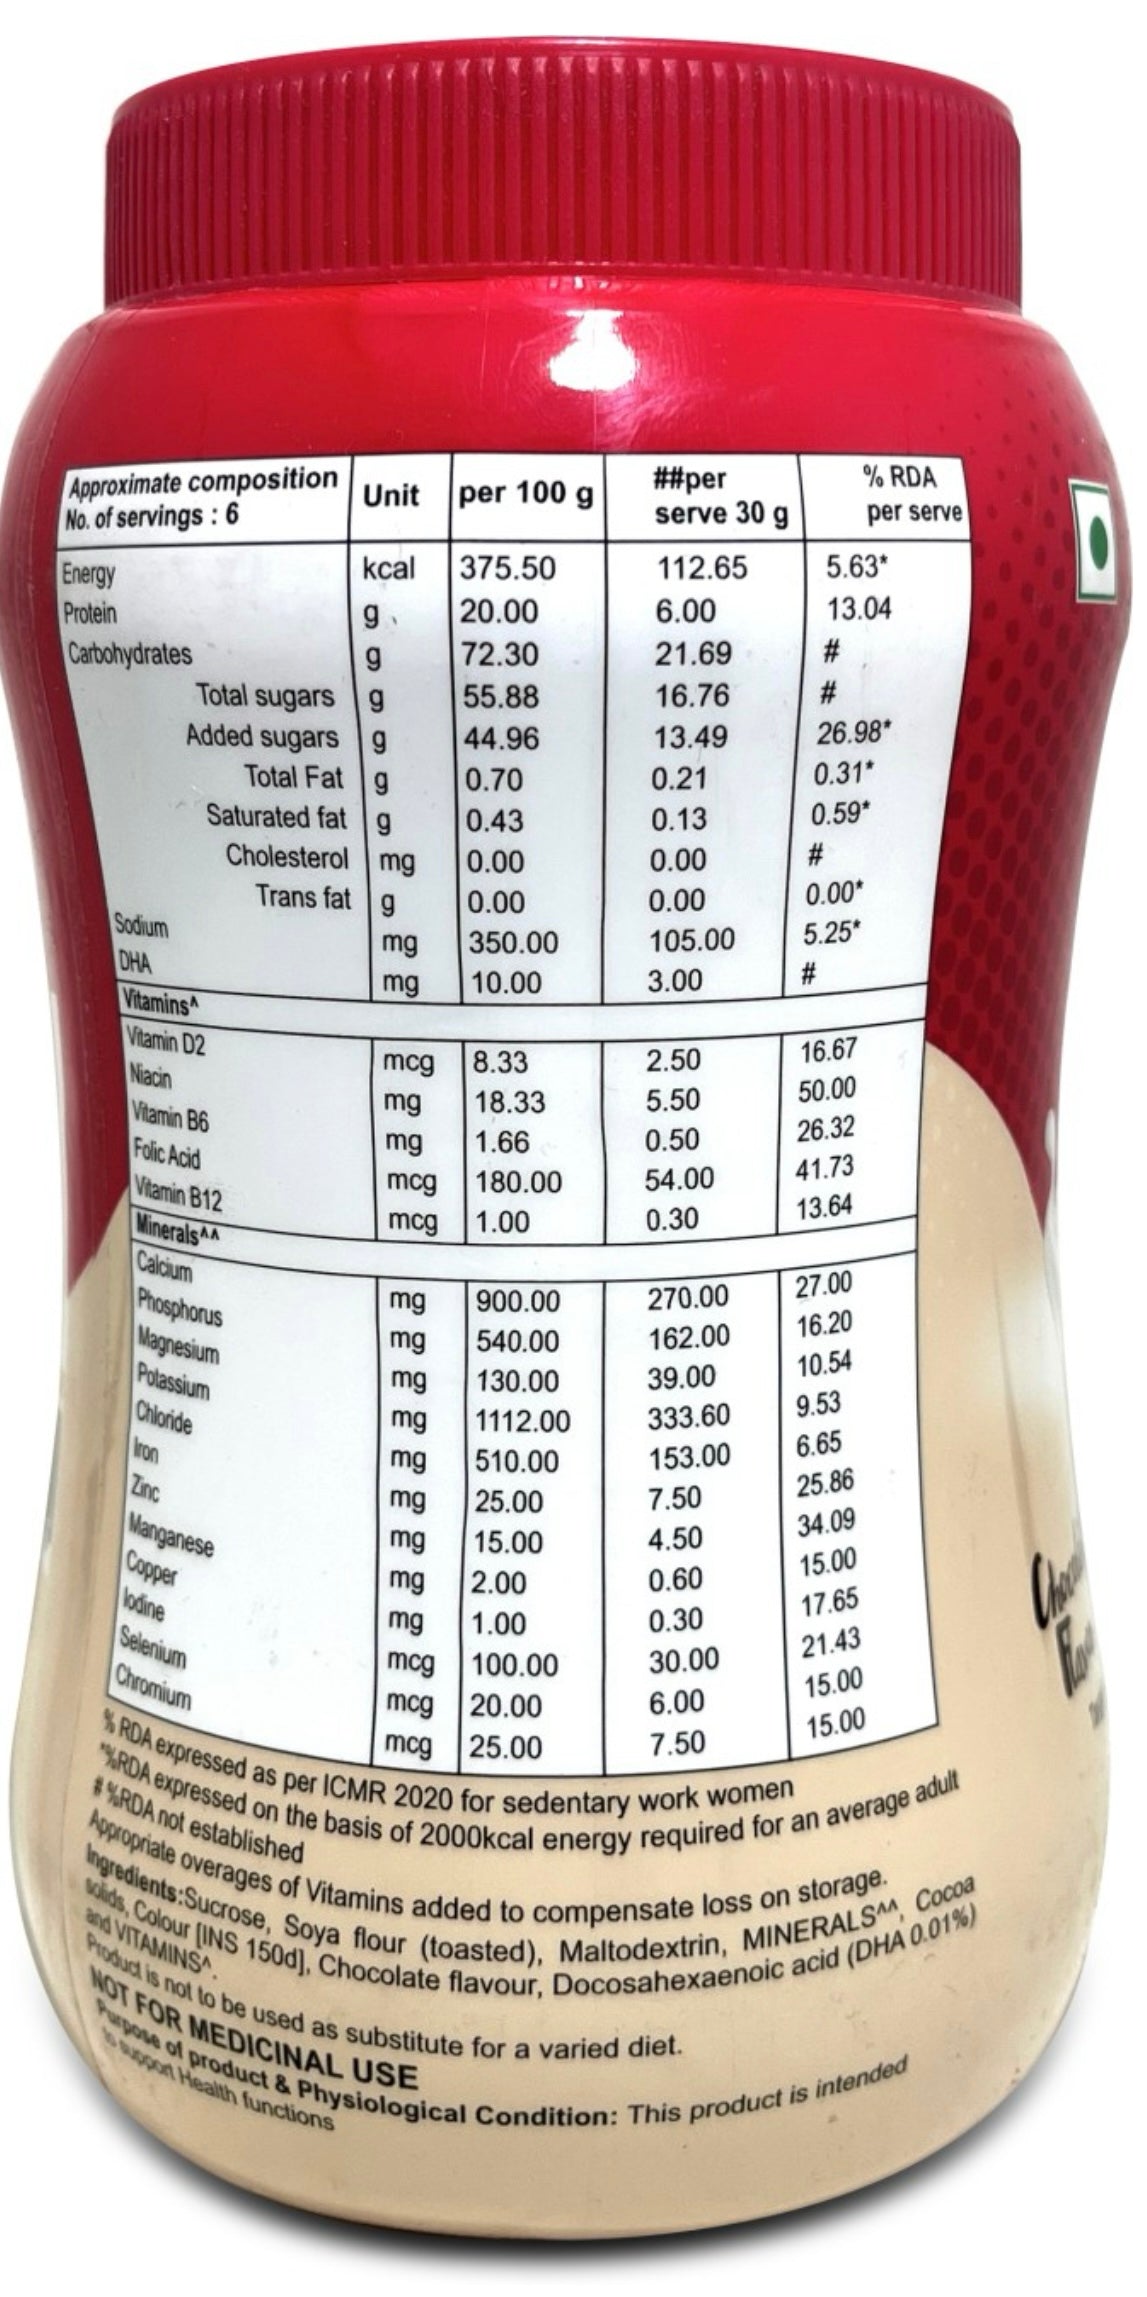 Approximate composition No. of servings : 6 Unit per 100 g ##per serve 30 g % RDA per serve
Energy kcal 375.50 112.65 5.63*
Protein g 20.00 6.00 13.04
Carbohydrates g 72.30 21.69 #
Total sugars g 55.88 16.76 #
Added sugars g 44.96 13.49 26.98*
Total Fat g 0.70 0.21 0.31*
Saturated fat g 0.43 0.13 0.59*
Cholesterol mg 0.00 0.00 #
Trans fat g 0.00 0.00 0.00*
Sodium mg 350.00 105.00 5.25*
DHA mg 10.00 3.00 #
Vitamins^
Vitamin D2 mcg 8.33 2.50 16.67
Niacin mg 18.33 5.50 50.00
Vitamin B6 mg 1.66 0.50 26.32
Folic Acid mcg 180.00 54.00 41.73
Vitamin B12 mcg 1.00 0.30 13.64
Minerals^^
Calcium mg 900.00 270.00 27.00
Phosphorus mg 540.00 162.00 16.20
Magnesium mg 130.00 39.00 10.54
Potassium mg 1112.00 333.60 9.53
Chloride mg 510.00 153.00 6.65
Iron mg 25.00 7.50 25.86
Zinc mg 15.00 4.50 34.09
Manganese mg 2.00 0.60 15.00
Copper mg 1.00 0.30 17.65
Iodine mcg 100.00 30.00 21.43
Selenium mcg 20.00 6.00 15.00
Chromium mcg 25.00 7.50 15.00
% RDA expressed as per ICMR 2020 for sedentary work women
*%RDA expressed on the basis of 2000kcal energy required for an average adult
# %RDA not established
Appropriate overages of Vitamins added to compensate loss on storage.
Ingredients:Sucrose, Soya flour (toasted), Maltodextrin, MINERALS^^, Cocoa
solids, Colour [INS 150d], Chocolate flavour, Docosahexaenoic acid (DHA 0.01%)
and VITAMINS^.
Product is not to be used as substitute for a varied diet.
NOT FOR MEDICINAL USE
Purpose of product & Physiological Condition: This product is intended
to support Health functions